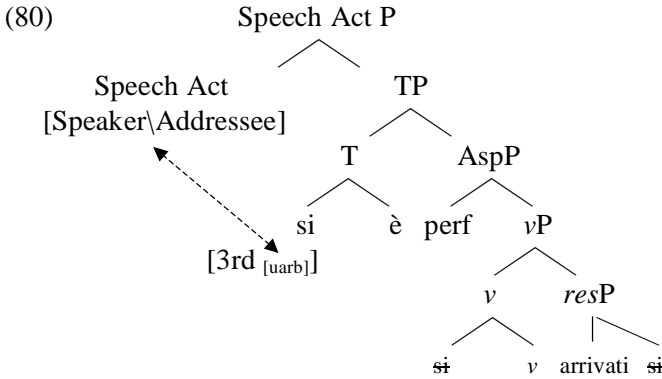 (80) Speech Act P
Speech Act TP
[Speaker\Addressee]
T AspP
si è perf vP
[3rd [uarb]]
v resP
si v arrivati si